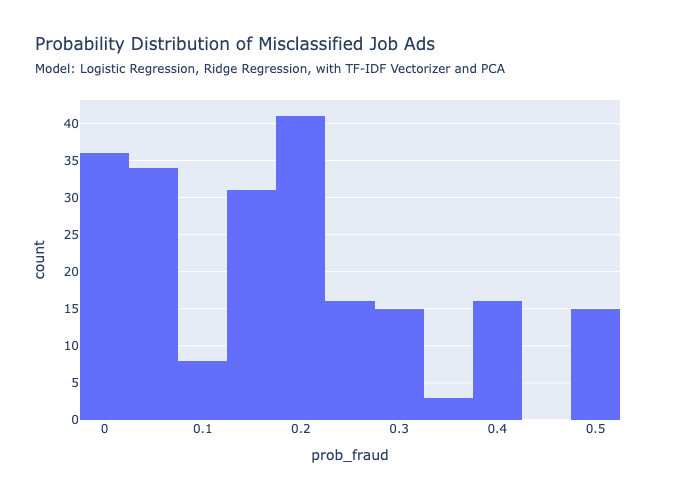 Probability Distribution of Misclassified Job Ads
Model: Logistic Regression, Ridge Regression, with TF-IDF Vectorizer and PCA
40
35
30
25
20
15
10
5
0
count
0 0.1 0.2 0.3 0.4 0.5
prob_fraud